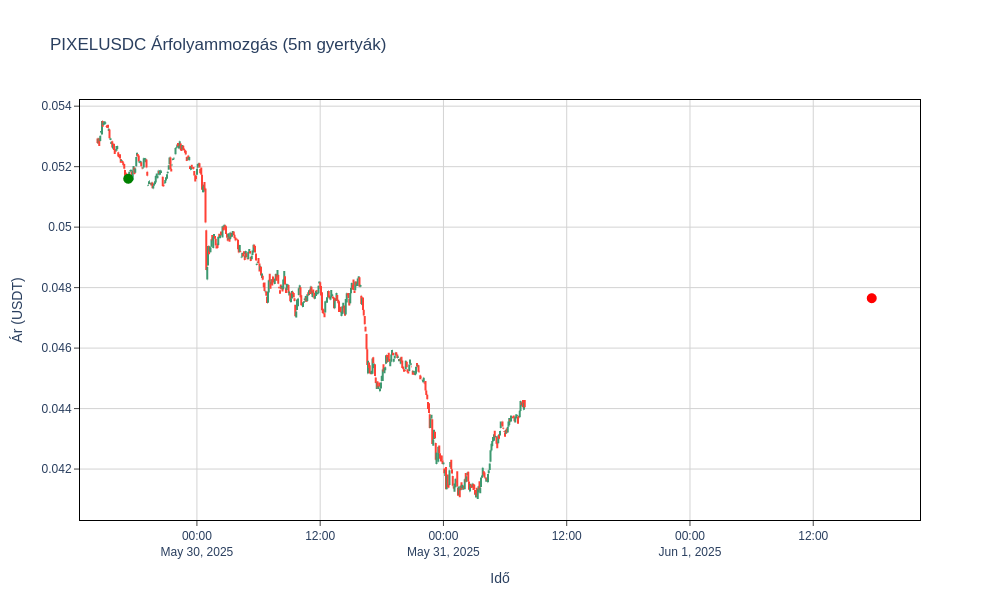 PIXELUSDC Árfolyammozgás (5m gyertyák)
0.054
0.052
0.05
0.048
0.046
0.044
0.042
Ár (USDT)
00:00 12:00 00:00 12:00 00:00 12:00
May 30, 2025 May 31, 2025 Jun 1, 2025
Idő